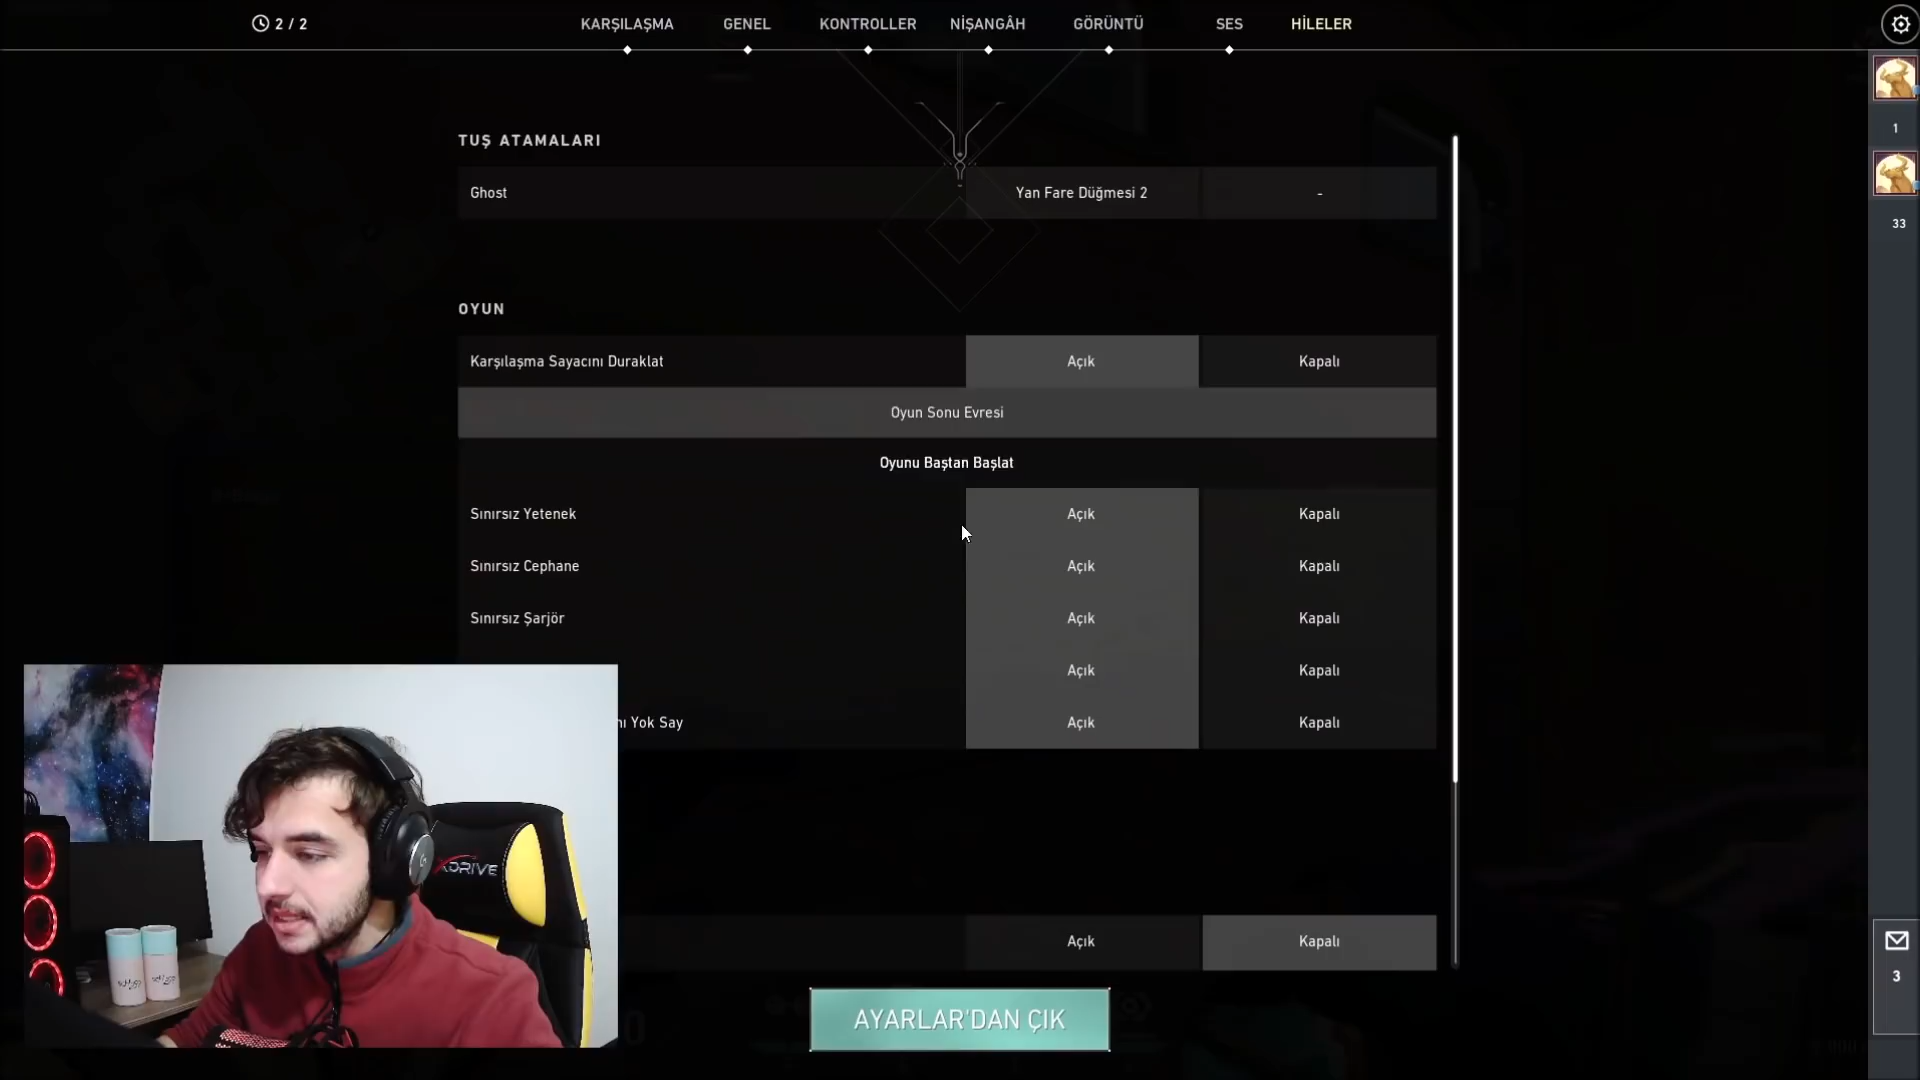 2 / 2
KARŞILAŞMA
GENEL
KONTROLLER
NİŞANGÂH
GÖRÜNTÜ
SES
HİLELER
TUŞ ATAMALARI
Ghost
Yan Fare Düğmesi 2
-
1
33
OYUN
Karşılaşma Sayacını Duraklat
Açık
Kapalı
Oyun Sonu Evresi
Oyunu Baştan Başlat
Sınırsız Yetenek
Açık
Kapalı
Sınırsız Cephane
Açık
Kapalı
Sınırsız Şarjör
Açık
Kapalı
Açık
Kapalı
nı Yok Say
Açık
Kapalı
XDRIVE
Açık
Kapalı
AYARLAR'DAN ÇIK
3